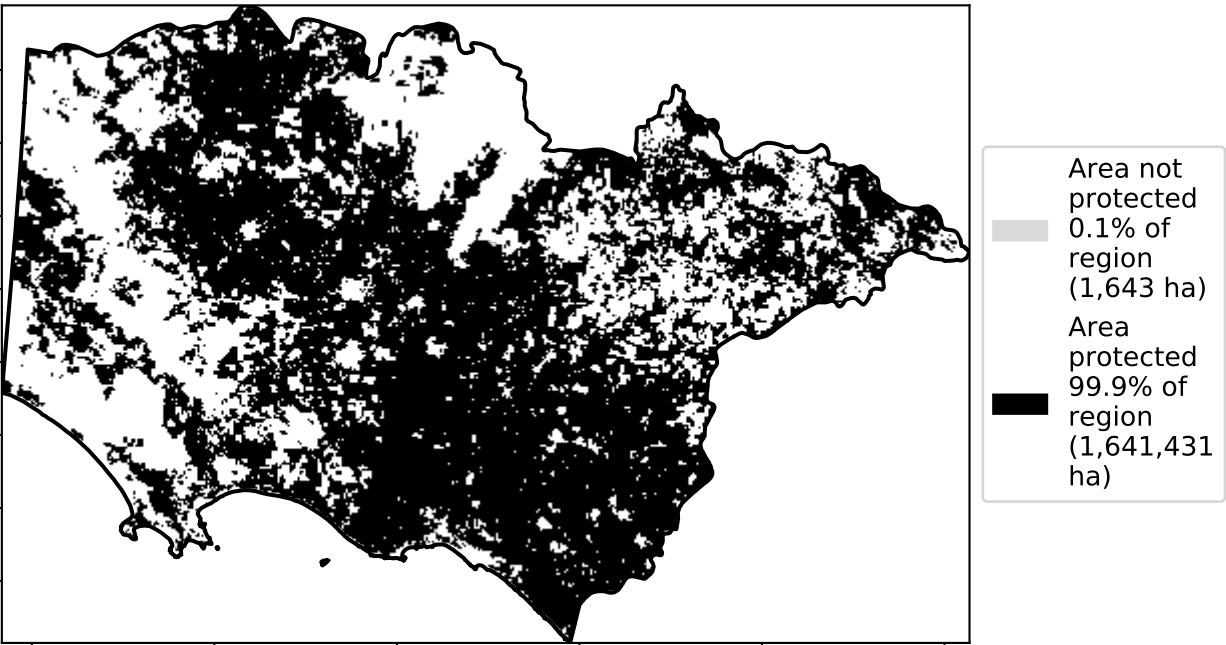 Area not
protected
0.1% of
region
(1,643 ha)
Area
protected
99.9% of
region
(1,641,431
ha)